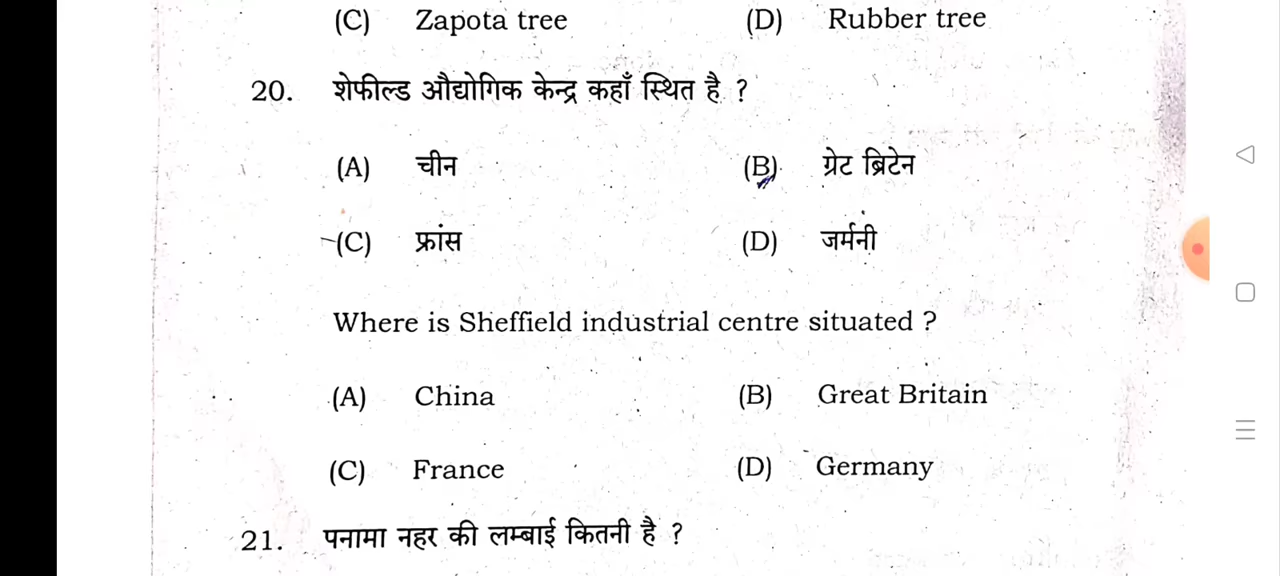 (C) Zapota tree (D) Rubber tree
20. शेफील्ड औद्योगिक केन्द्र कहाँ स्थित है ?
(A) चीन (B) ग्रेट ब्रिटेन
(C) फ्रांस (D) जर्मनी
Where is Sheffield industrial centre situated ?
(A) China (B) Great Britain
(C) France (D) Germany
21. पनामा नहर की लम्बाई कितनी है ?